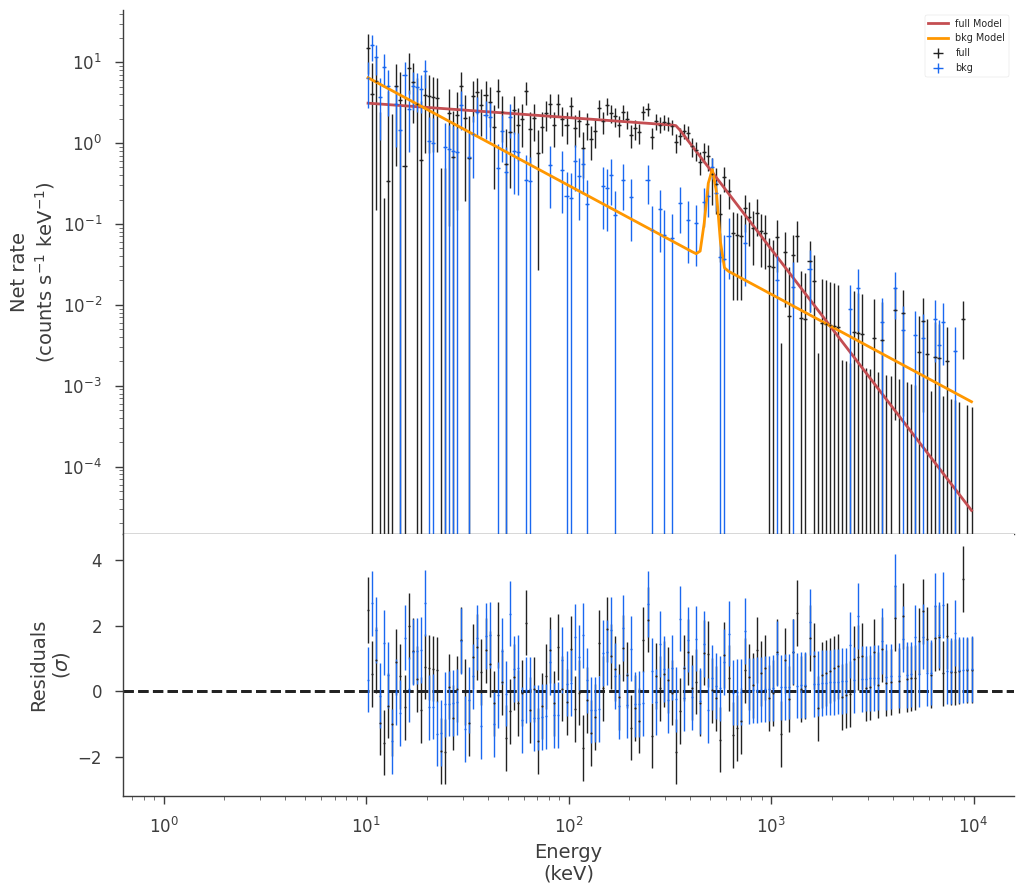 full Model
bkg Model
full
bkg
10¹
10⁰
10⁻¹
10⁻²
10⁻³
10⁻⁴
Net rate
(counts s⁻¹ keV⁻¹)
4
2
0
−2
Residuals
(σ)
10⁰ 10¹ 10² 10³ 10⁴
Energy
(keV)